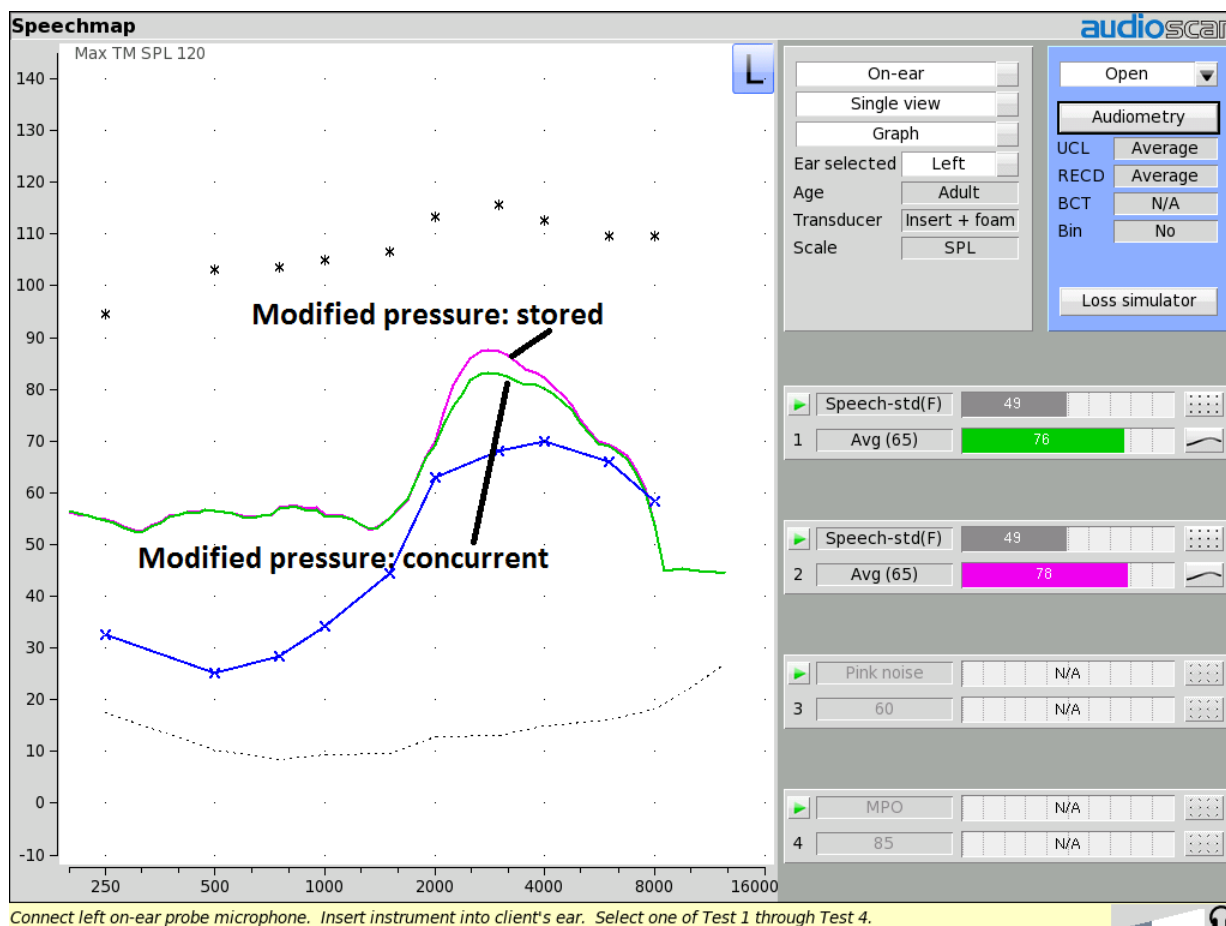 Speechmap
audioscan
Max TM SPL 120
L
140
130
120
110
100
90
80
70
60
50
40
30
20
10
0
-10
250 500 1000 2000 4000 8000 16000
Modified pressure: stored
Modified pressure: concurrent
On-ear
Single view
Graph
Ear selected Left
Age Adult
Transducer Insert + foam
Scale SPL
Open
Audiometry
UCL Average
RECD Average
BCT N/A
Bin No
Loss simulator
Speech-std(F) 49
1 Avg (65) 76
Speech-std(F) 49
2 Avg (65) 78
Pink noise N/A
3 60 N/A
MPO N/A
4 85 N/A
Connect left on-ear probe microphone. Insert instrument into client's ear. Select one of Test 1 through Test 4.